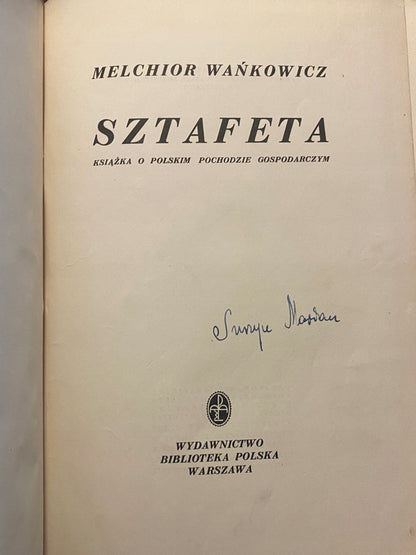 MELCHIOR WAŃKOWICZ
SZTAFETA
KSIĄŻKA O POLSKIM POCHODZIE GOSPODARCZYM
WYDAWNICTWO
BIBLIOTEKA POLSKA
WARSZAWA